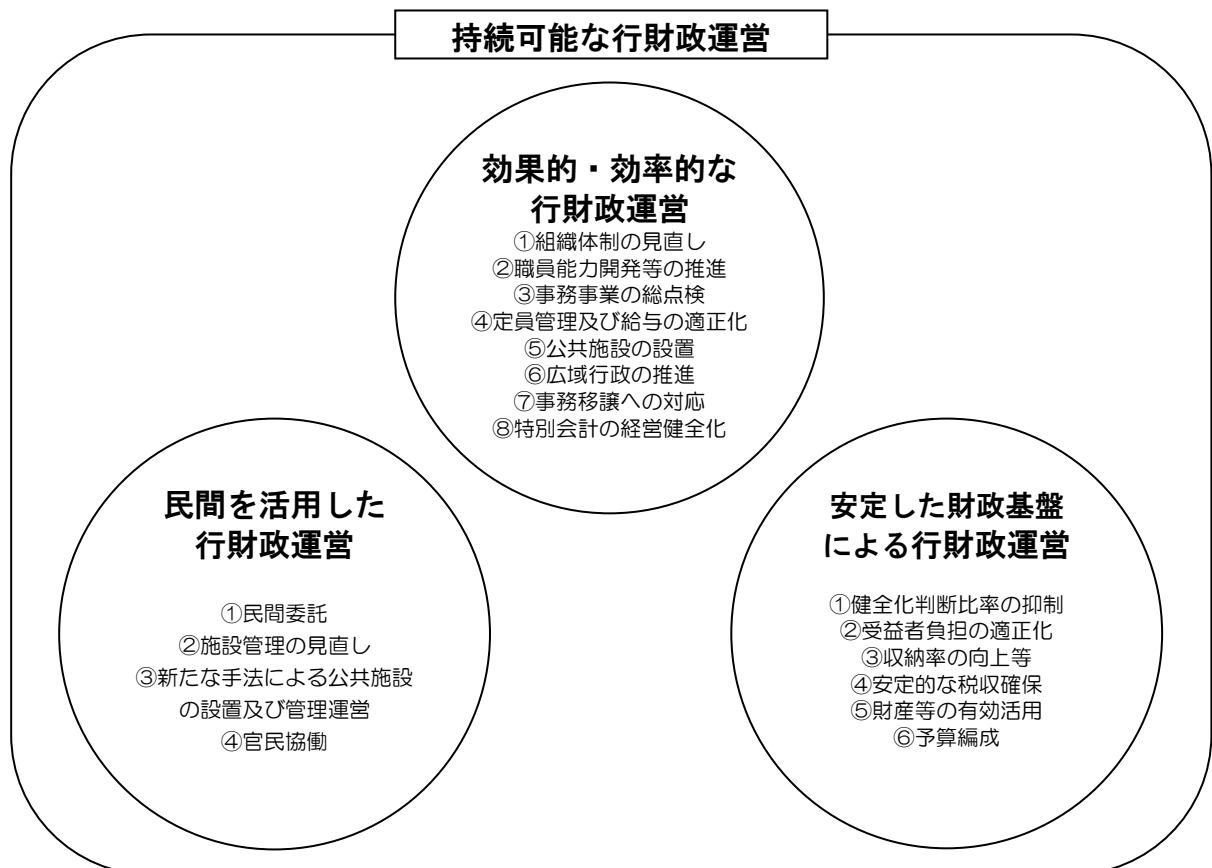 持続可能な行財政運営
効果的・効率的な
行財政運営
①組織体制の見直し
②職員能力開発等の推進
③事務事業の総点検
④定員管理及び給与の適正化
⑤公共施設の設置
⑥広域行政の推進
⑦事務移譲への対応
⑧特別会計の経営健全化
民間を活用した
行財政運営
①民間委託
②施設管理の見直し
③新たな手法による公共施設
の設置及び管理運営
④官民協働
安定した財政基盤
による行財政運営
①健全化判断比率の抑制
②受益者負担の適正化
③収納率の向上等
④安定的な税収確保
⑤財産等の有効活用
⑥予算編成